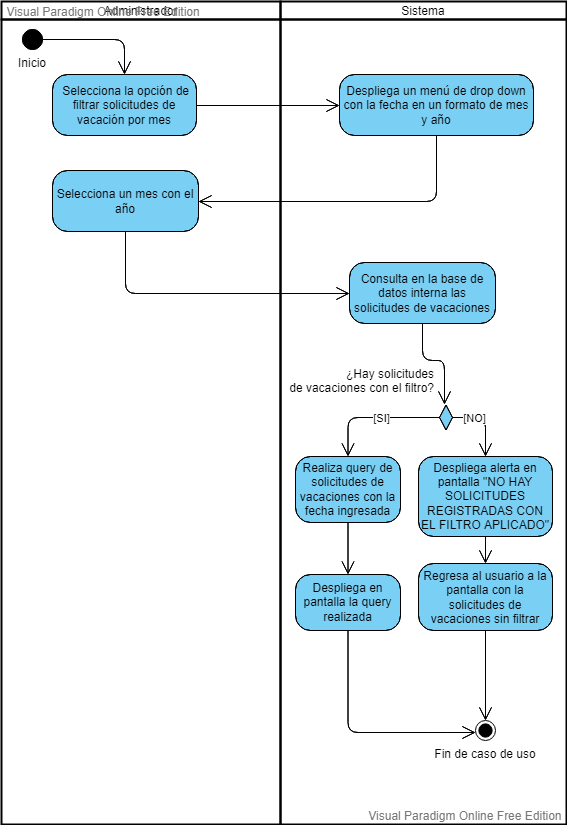 Visual Paradigm Online Free Edition
Administrador
Sistema
Inicio
Selecciona la opción de
filtrar solicitudes de
vacación por mes
Despliega un menú de drop down
con la fecha en un formato de mes
y año
Selecciona un mes con el
año
Consulta en la base de
datos interna las
solicitudes de vacaciones
¿Hay solicitudes
de vacaciones con el filtro?
[SI]
[NO]
Realiza query de
solicitudes de
vacaciones con la
fecha ingresada
Despliega alerta en
pantalla "NO HAY
SOLICITUDES
REGISTRADAS CON
EL FILTRO APLICADO"
Despliega en
pantalla la query
realizada
Regresa al usuario a la
pantalla con la
solicitudes de
vacaciones sin filtrar
Fin de caso de uso
Visual Paradigm Online Free Edition